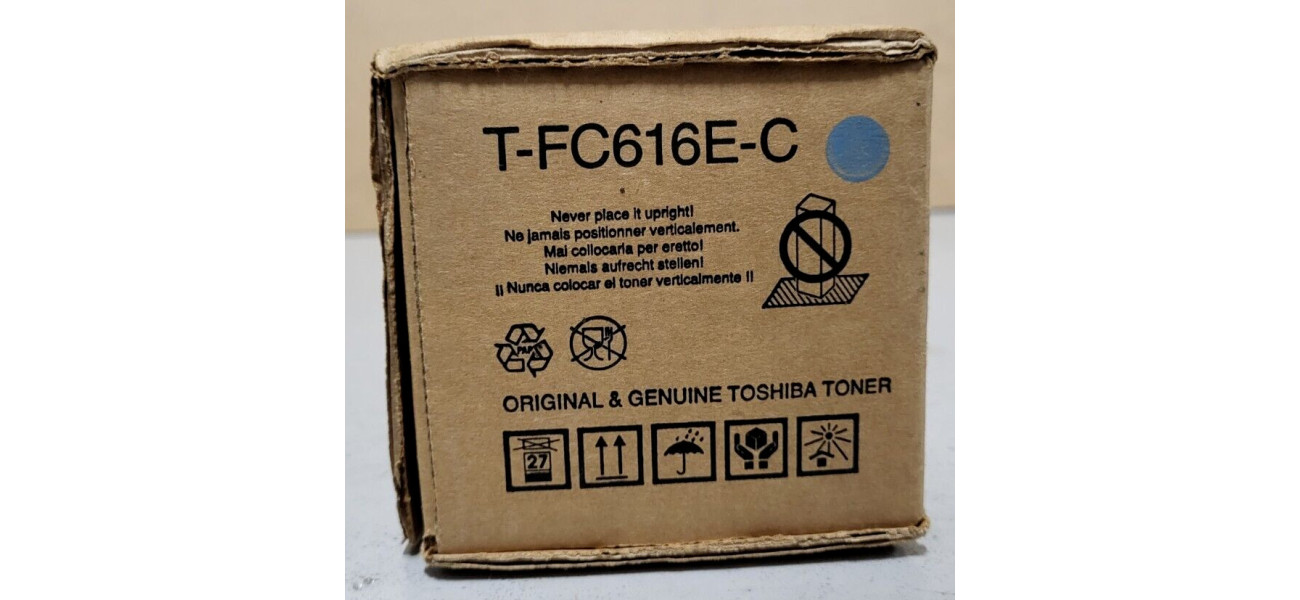 T-FC616E-C
Never place it upright!
Ne jamais positionner verticalement.
Mai collocarla per eretto!
Niemals aufrecht stellen!
¡¡ Nunca colocar el toner verticalmente !!
PAP
ORIGINAL & GENUINE TOSHIBA TONER
27